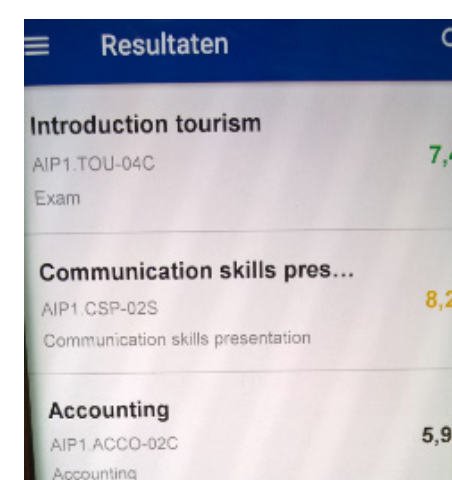 Resultaten
Introduction tourism
AIP1.TOU-04C
7,4
Exam
Communication skills pres...
AIP1.CSP-02S
8,2
Communication skills presentation
Accounting
AIP1.ACCO-02C
5,9
Accounting